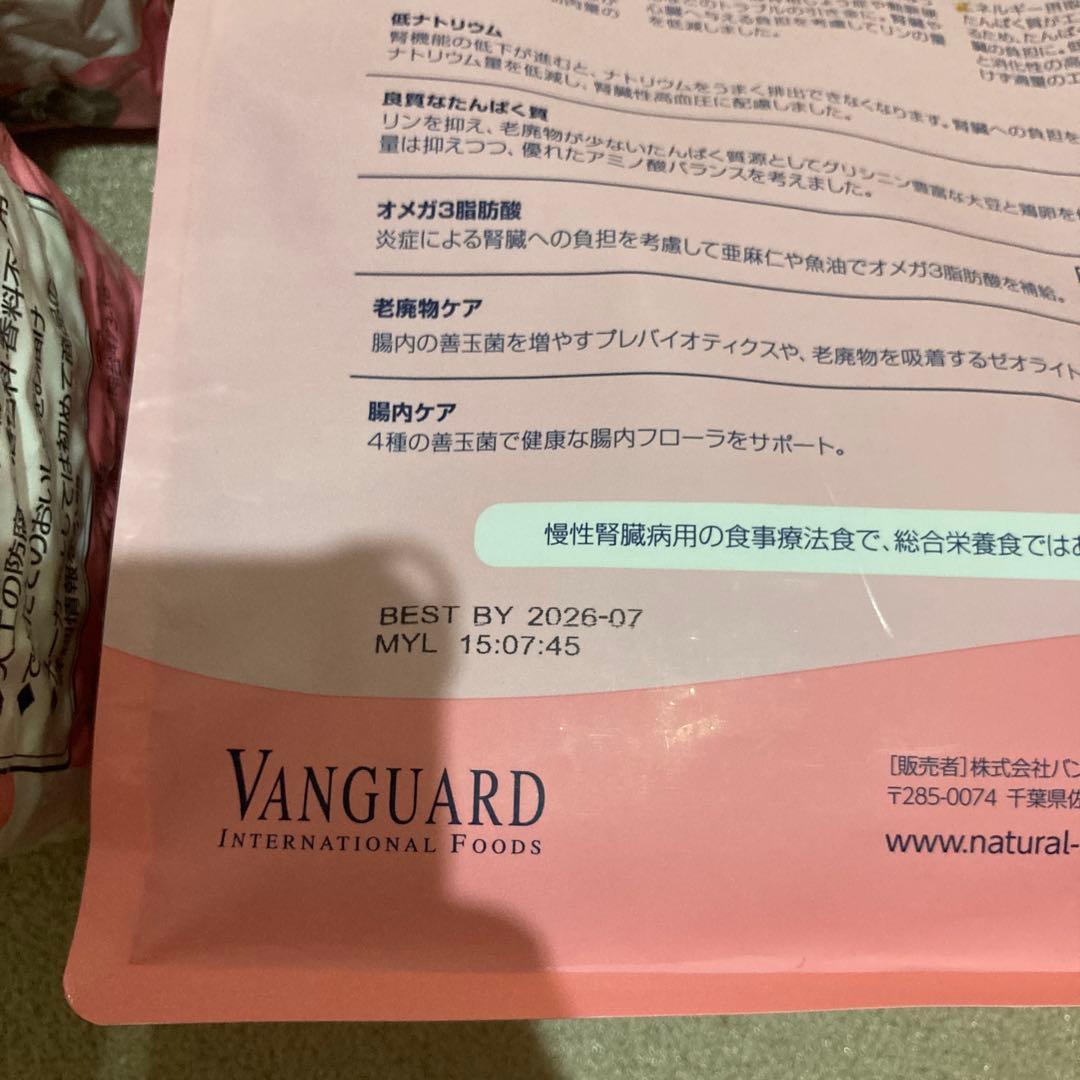 低ナトリウム
腎機能の低下が進むと、ナトリウムをうまく排出できなくなります。腎臓への負担を
ナトリウム量を低減し、腎臓性高血圧に配慮しました。
良質なたんぱく質
リンを抑え、老廃物が少ないたんぱく質源としてグリシニン豊富な大豆と鶏卵を
量は抑えつつ、優れたアミノ酸バランスを考えました。
オメガ3脂肪酸
炎症による腎臓への負担を考慮して亜麻仁や魚油でオメガ3脂肪酸を補給。
老廃物ケア
腸内の善玉菌を増やすプレバイオティクスや、老廃物を吸着するゼオライト
腸内ケア
4種の善玉菌で健康な腸内フローラをサポート。
慢性腎臓病用の食事療法食で、総合栄養食ではあ
BEST BY 2026-07
MYL 15:07:45
VANGUARD
INTERNATIONAL FOODS
[販売者]株式会社バン
〒285-0074 千葉県佐
www.natural-